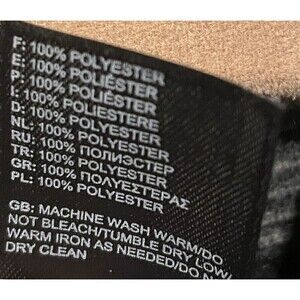 F: 100% POLYESTER
E: 100% POLIÉSTER
P: 100% POLIÉSTER
I: 100% POLIESTERE
D: 100% POLYESTER
NL: 100% POLYESTER
RU: 100% ПОЛИЭСТЕР
TR: 100% POLYESTER
GR: 100% ΠΟΛΥΕΣΤΕΡΑΣ
PL: 100% POLYESTER
GB: MACHINE WASH WARM/DO
NOT BLEACH/TUMBLE DRY LOW/
WARM IRON AS NEEDED/DO NOT
DRY CLEAN